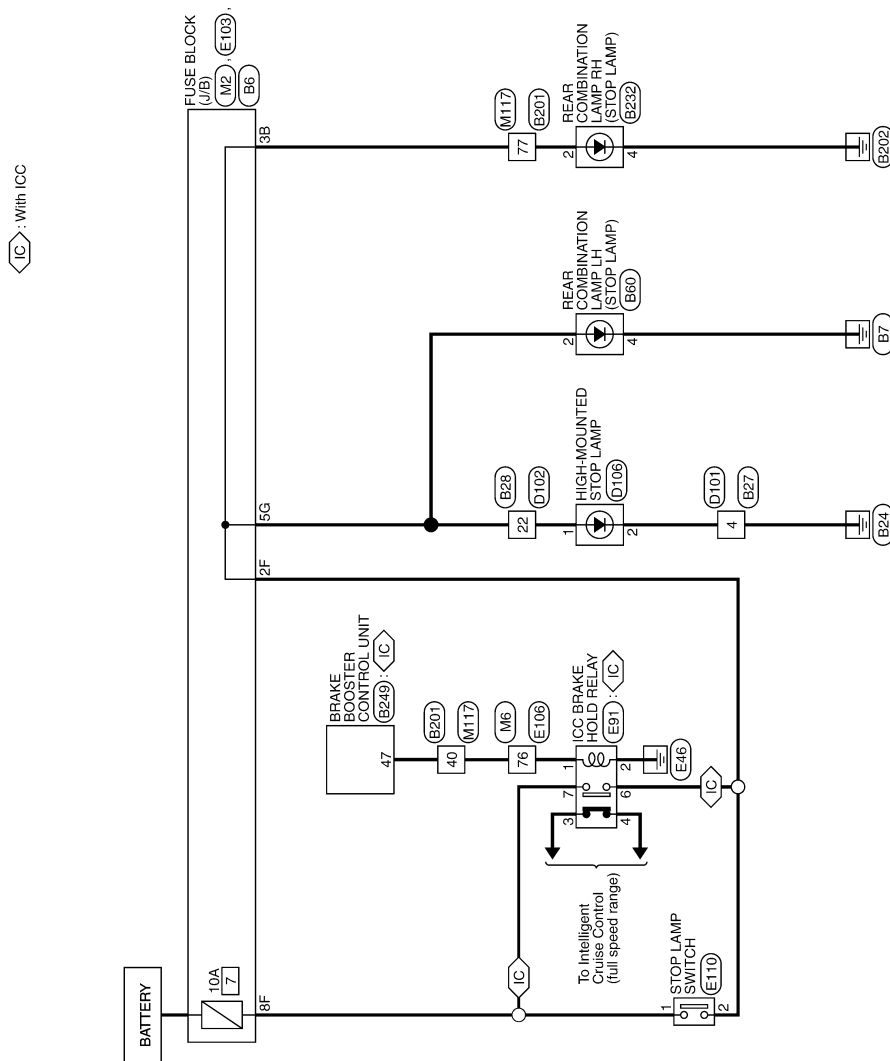 IC : With ICC
BATTERY
10A
7
FUSE BLOCK
(J/B)
M2 , E103 ,
B6
8F
2F
5G
3B
BRAKE
BOOSTER
CONTROL UNIT
B249 : IC
47
B201
40
M117
M6
76
E106
ICC BRAKE
HOLD RELAY
E91 : IC
1
7
3
2
6
4
E46
IC
IC
To Intelligent
Cruise Control
(full speed range)
STOP LAMP
SWITCH
E110
1
2
B28
22
D102
HIGH-MOUNTED
STOP LAMP
D106
1
2
D101
4
B27
B24
REAR
COMBINATION
LAMP LH
(STOP LAMP)
B60
2
4
B7
M117
77
B201
REAR
COMBINATION
LAMP RH
(STOP LAMP)
B232
2
4
B202